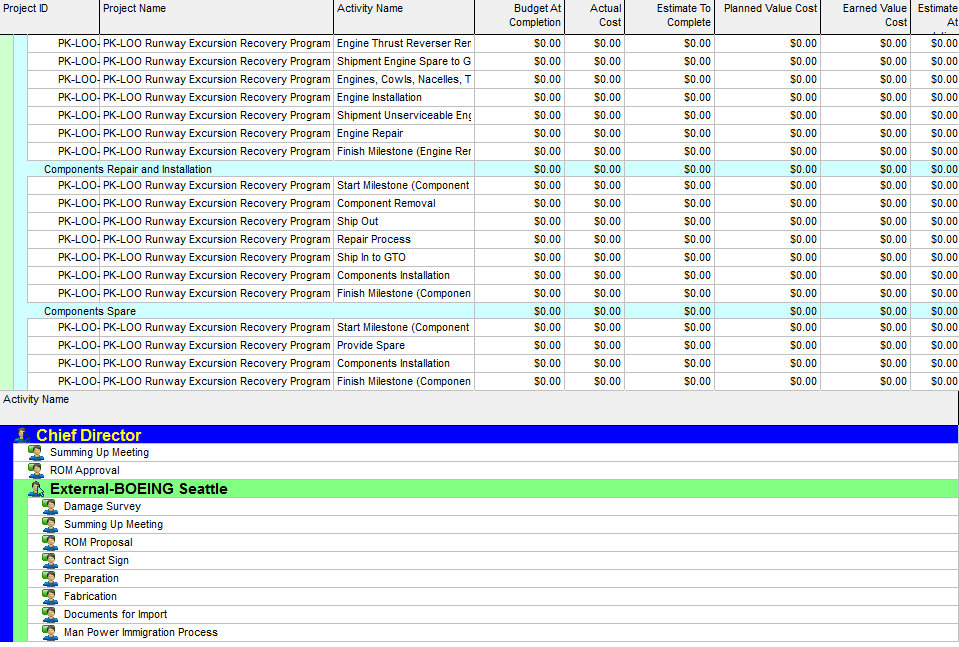 Project ID Project Name Activity Name Budget At Completion Actual Cost Estimate To Complete Planned Value Cost Earned Value Cost Estimate At
PK-LOO- PK-LOO Runway Excursion Recovery Program Engine Thrust Reverser Rer $0.00 $0.00 $0.00 $0.00 $0.00 $0.00
PK-LOO- PK-LOO Runway Excursion Recovery Program Shipment Engine Spare to G $0.00 $0.00 $0.00 $0.00 $0.00 $0.00
PK-LOO- PK-LOO Runway Excursion Recovery Program Engines, Cowls, Nacelles, T $0.00 $0.00 $0.00 $0.00 $0.00 $0.00
PK-LOO- PK-LOO Runway Excursion Recovery Program Engine Installation $0.00 $0.00 $0.00 $0.00 $0.00 $0.00
PK-LOO- PK-LOO Runway Excursion Recovery Program Shipment Unserviceable Eng $0.00 $0.00 $0.00 $0.00 $0.00 $0.00
PK-LOO- PK-LOO Runway Excursion Recovery Program Engine Repair $0.00 $0.00 $0.00 $0.00 $0.00 $0.00
PK-LOO- PK-LOO Runway Excursion Recovery Program Finish Milestone (Engine Rer $0.00 $0.00 $0.00 $0.00 $0.00 $0.00
Components Repair and Installation $0.00 $0.00 $0.00 $0.00 $0.00 $0.00
PK-LOO- PK-LOO Runway Excursion Recovery Program Start Milestone (Component $0.00 $0.00 $0.00 $0.00 $0.00 $0.00
PK-LOO- PK-LOO Runway Excursion Recovery Program Component Removal $0.00 $0.00 $0.00 $0.00 $0.00 $0.00
PK-LOO- PK-LOO Runway Excursion Recovery Program Ship Out $0.00 $0.00 $0.00 $0.00 $0.00 $0.00
PK-LOO- PK-LOO Runway Excursion Recovery Program Repair Process $0.00 $0.00 $0.00 $0.00 $0.00 $0.00
PK-LOO- PK-LOO Runway Excursion Recovery Program Ship In to GTO $0.00 $0.00 $0.00 $0.00 $0.00 $0.00
PK-LOO- PK-LOO Runway Excursion Recovery Program Components Installation $0.00 $0.00 $0.00 $0.00 $0.00 $0.00
PK-LOO- PK-LOO Runway Excursion Recovery Program Finish Milestone (Componen $0.00 $0.00 $0.00 $0.00 $0.00 $0.00
Components Spare $0.00 $0.00 $0.00 $0.00 $0.00 $0.00
PK-LOO- PK-LOO Runway Excursion Recovery Program Start Milestone (Component $0.00 $0.00 $0.00 $0.00 $0.00 $0.00
PK-LOO- PK-LOO Runway Excursion Recovery Program Provide Spare $0.00 $0.00 $0.00 $0.00 $0.00 $0.00
PK-LOO- PK-LOO Runway Excursion Recovery Program Components Installation $0.00 $0.00 $0.00 $0.00 $0.00 $0.00
PK-LOO- PK-LOO Runway Excursion Recovery Program Finish Milestone (Componen $0.00 $0.00 $0.00 $0.00 $0.00 $0.00
Activity Name
Chief Director
Summing Up Meeting
ROM Approval
External-BOEING Seattle
Damage Survey
Summing Up Meeting
ROM Proposal
Contract Sign
Preparation
Fabrication
Documents for Import
Man Power Immigration Process